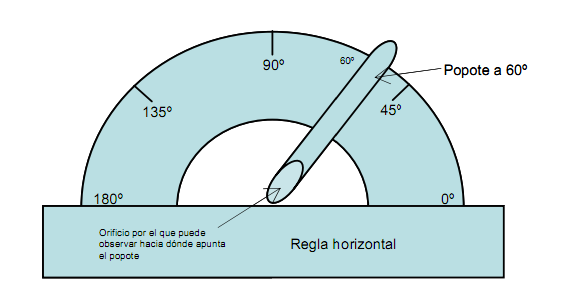 90º
60º
Popote a 60º
135º
45º
180º
0º
Orificio por el que puede
observar hacia dónde apunta
el popote
Regla horizontal